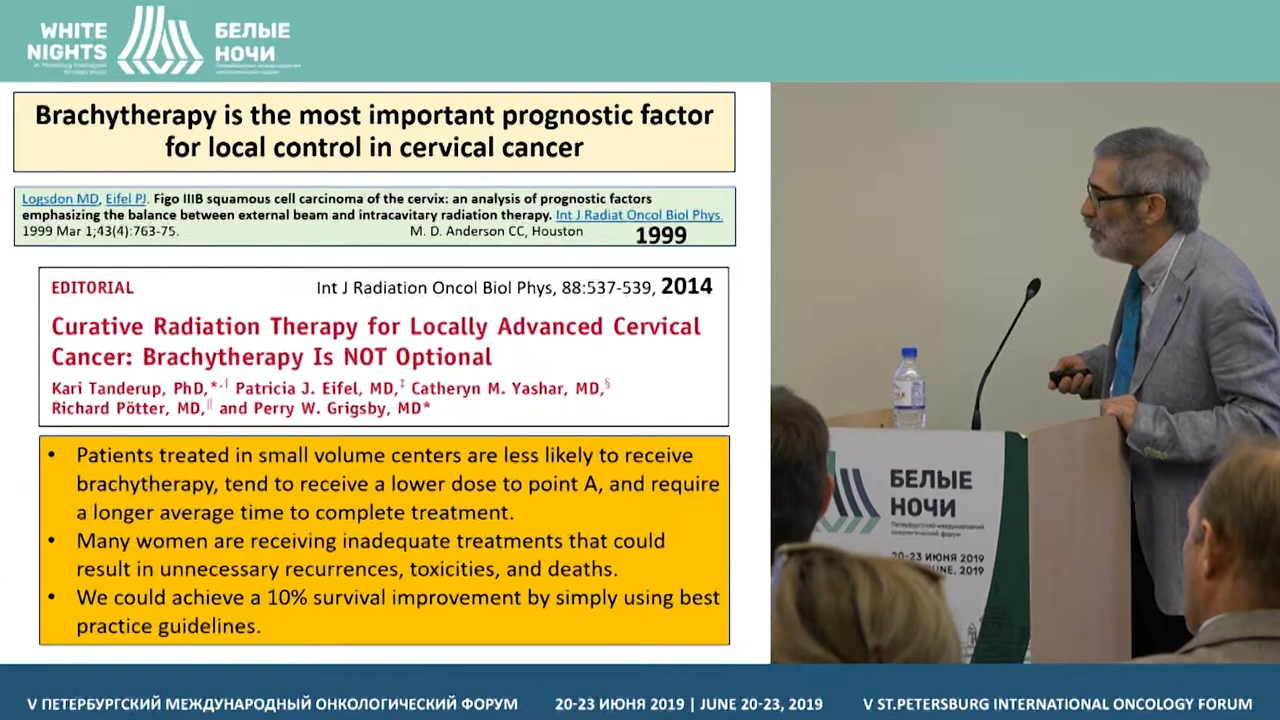 WHITE
NIGHTS
БЕЛЫЕ
НОЧИ
Brachytherapy is the most important prognostic factor
for local control in cervical cancer
Logsdon MD, Eifel PJ. Figo IIIB squamous cell carcinoma of the cervix: an analysis of prognostic factors
emphasizing the balance between external beam and intracavitary radiation therapy. Int J Radiat Oncol Biol Phys.
1999 Mar 1;43(4):763-75. M. D. Anderson CC, Houston 1999
EDITORIAL Int J Radiation Oncol Biol Phys, 88:537-539, 2014
Curative Radiation Therapy for Locally Advanced Cervical
Cancer: Brachytherapy Is NOT Optional
Kari Tanderup, PhD,*,† Patricia J. Eifel, MD,‡ Catheryn M. Yashar, MD,§
Richard Pötter, MD,‖ and Perry W. Grigsby, MD*
• Patients treated in small volume centers are less likely to receive
brachytherapy, tend to receive a lower dose to point A, and require
a longer average time to complete treatment.
• Many women are receiving inadequate treatments that could
result in unnecessary recurrences, toxicities, and deaths.
• We could achieve a 10% survival improvement by simply using best
practice guidelines.
БЕЛЫЕ
НОЧИ
Петербургский международный
онкологический форум
20-23 ИЮНЯ 2019
JUNE, 2019
V ПЕТЕРБУРГСКИЙ МЕЖДУНАРОДНЫЙ ОНКОЛОГИЧЕСКИЙ ФОРУМ 20-23 ИЮНЯ 2019 | JUNE 20-23, 2019 V ST.PETERSBURG INTERNATIONAL ONCOLOGY FORUM